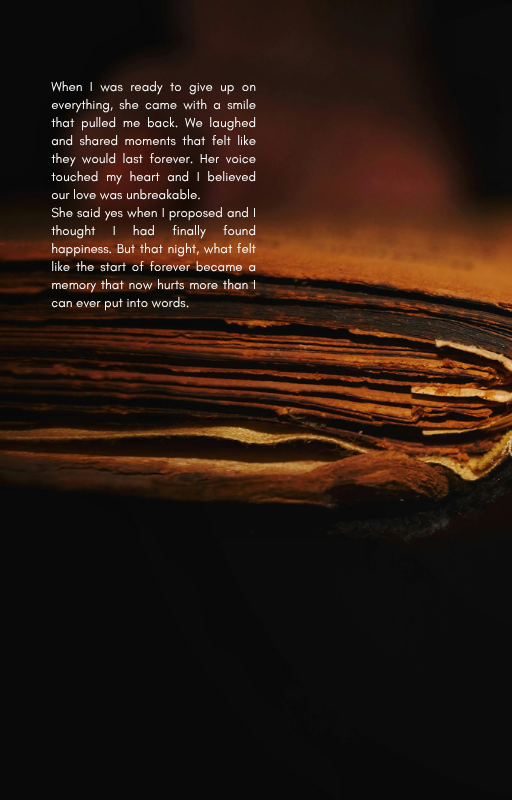 When I was ready to give up on
everything, she came with a smile
that pulled me back. We laughed
and shared moments that felt like
they would last forever. Her voice
touched my heart and I believed
our love was unbreakable.
She said yes when I proposed and I
thought I had finally found
happiness. But that night, what felt
like the start of forever became a
memory that now hurts more than I
can ever put into words.